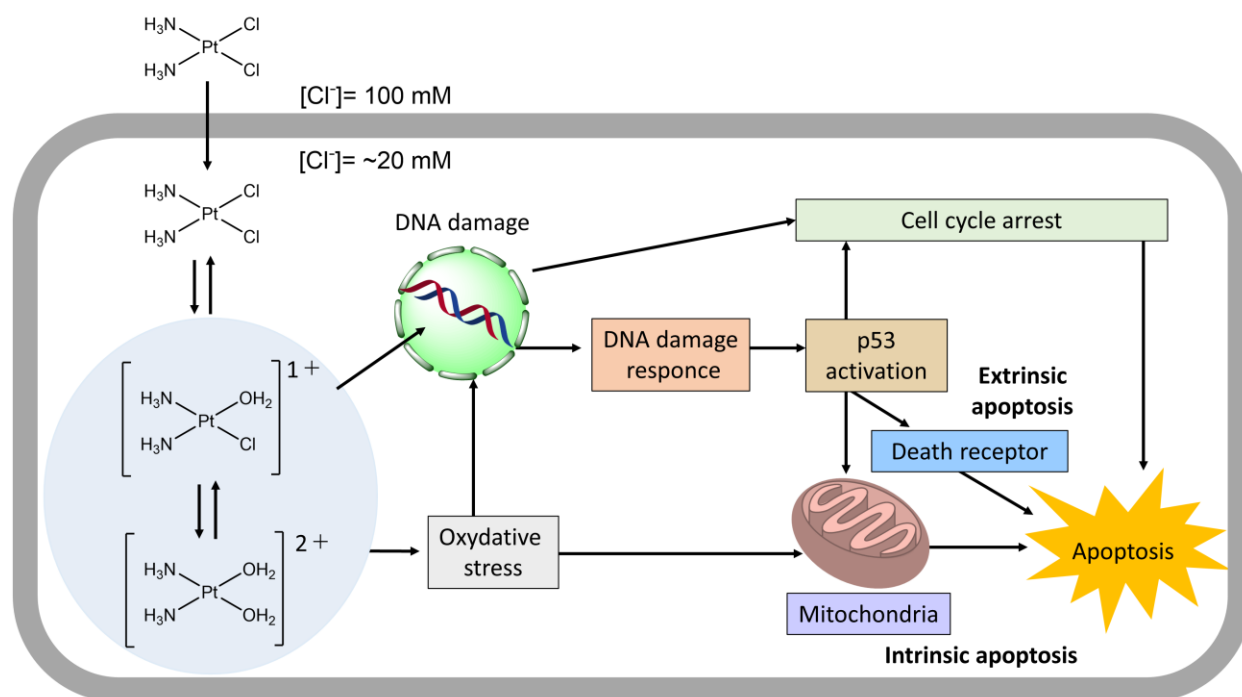 H₃N Cl
Pt
H₃N Cl
[Cl⁻]= 100 mM
[Cl⁻]= ~20 mM
H₃N Cl
Pt
H₃N Cl
DNA damage
Cell cycle arrest
1+
H₃N OH₂
Pt
H₃N Cl
DNA damage
responce
p53
activation
Extrinsic
apoptosis
Death receptor
2+
H₃N OH₂
Pt
H₃N OH₂
Oxydative
stress
Apoptosis
Mitochondria
Intrinsic apoptosis